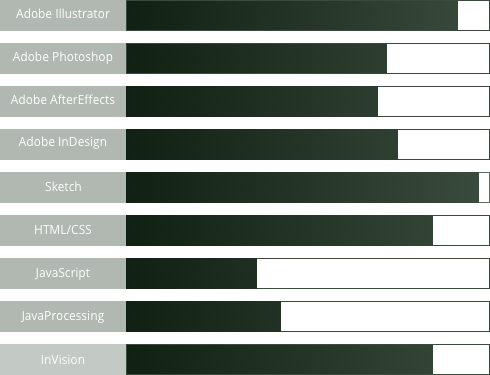 Adobe Illustrator
Adobe Photoshop
Adobe AfterEffects
Adobe InDesign
Sketch
HTML/CSS
JavaScript
JavaProcessing
InVision